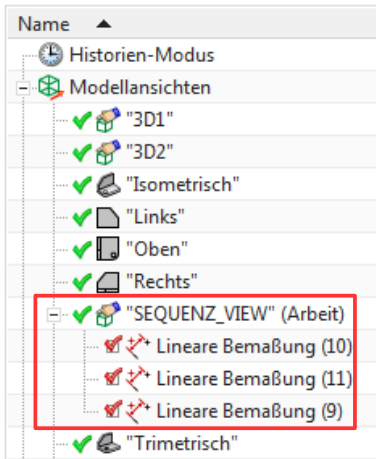 Name
Historien-Modus
Modellansichten
"3D1"
"3D2"
"Isometrisch"
"Links"
"Oben"
"Rechts"
"SEQUENZ_VIEW" (Arbeit)
Lineare Bemaßung (10)
Lineare Bemaßung (11)
Lineare Bemaßung (9)
"Trimetrisch"